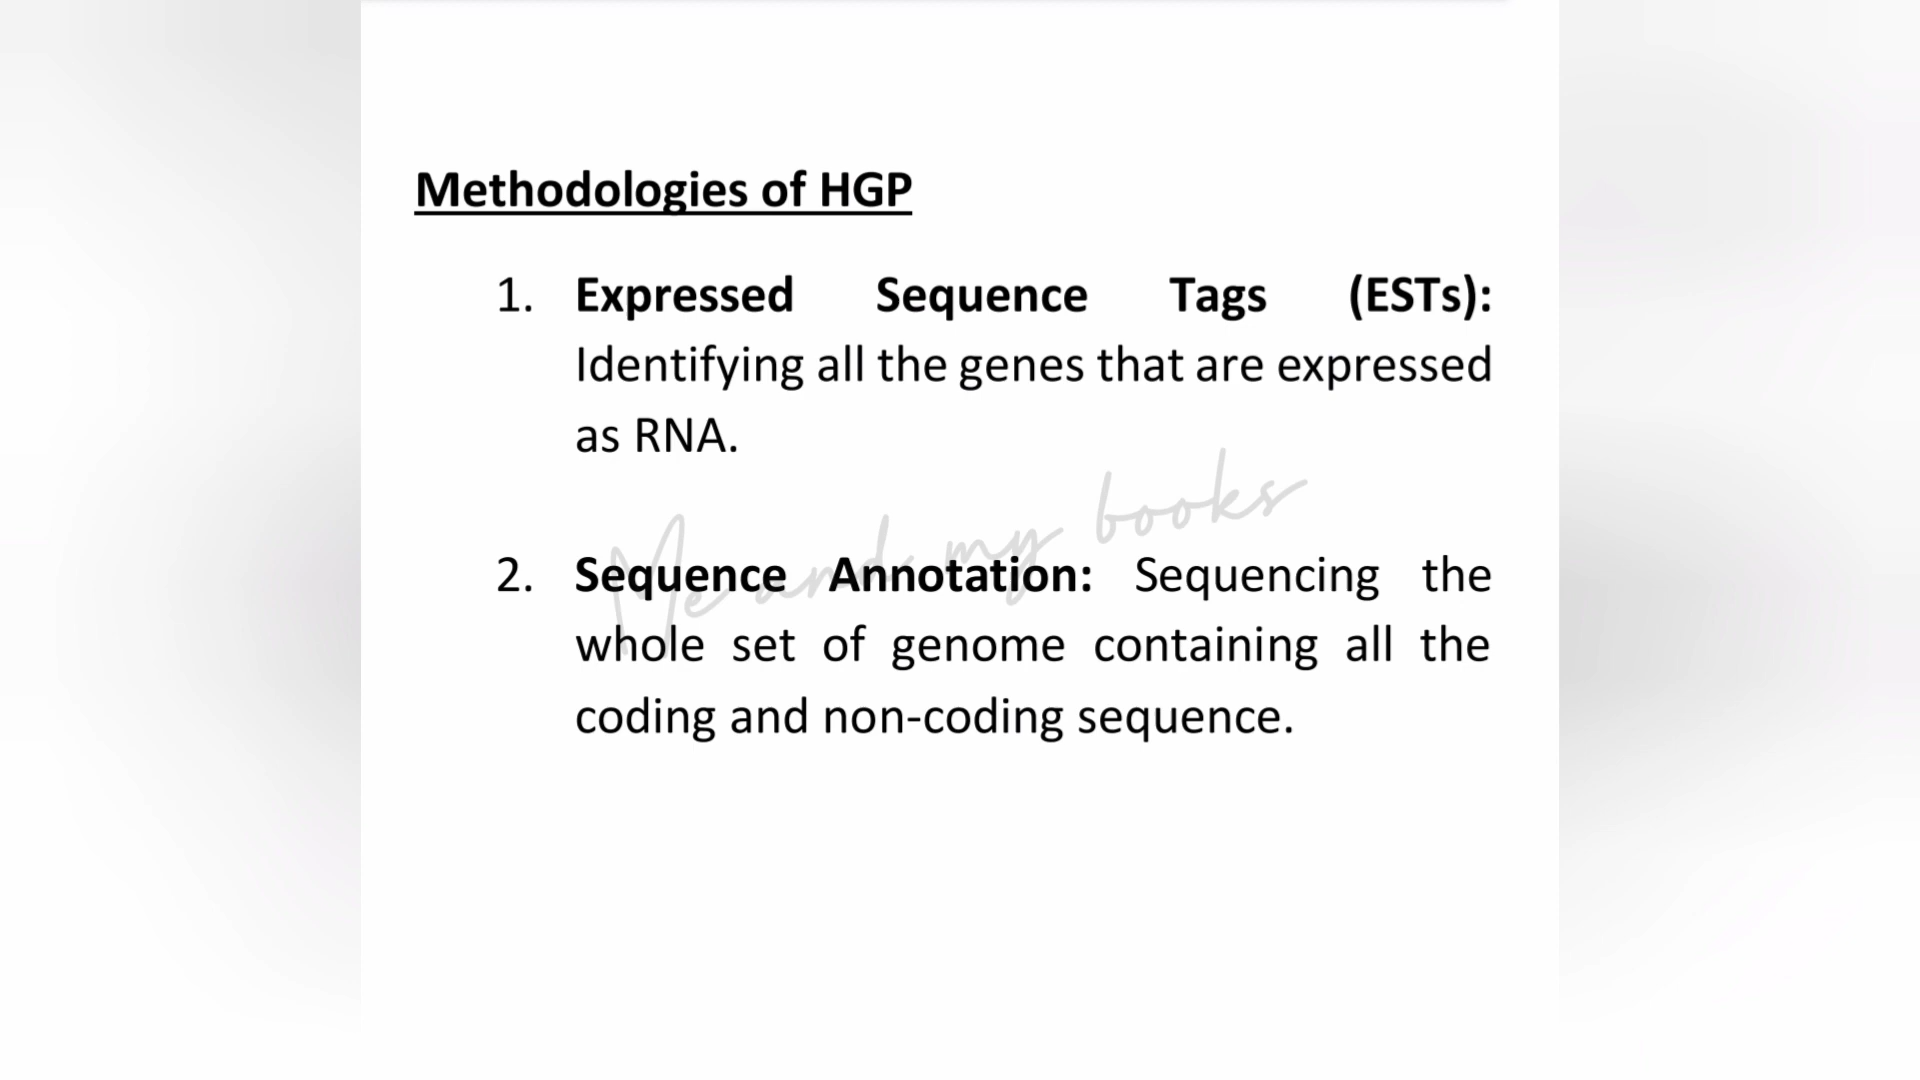 Methodologies of HGP
1. Expressed Sequence Tags (ESTs):
Identifying all the genes that are expressed
as RNA.
Me and my books
2. Sequence Annotation: Sequencing the
whole set of genome containing all the
coding and non-coding sequence.